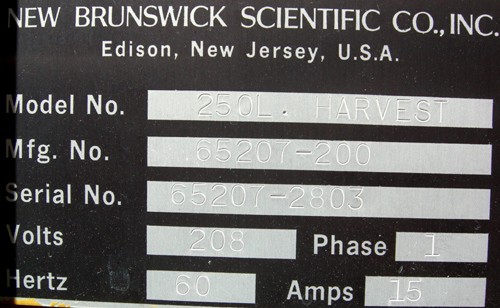 NEW BRUNSWICK SCIENTIFIC CO., INC.
Edison, New Jersey, U.S.A.
Model No. 250L. HARVEST
Mfg. No. 65207-200
Serial No. 65207-2803
Volts 208 Phase 1
Hertz 60 Amps 15